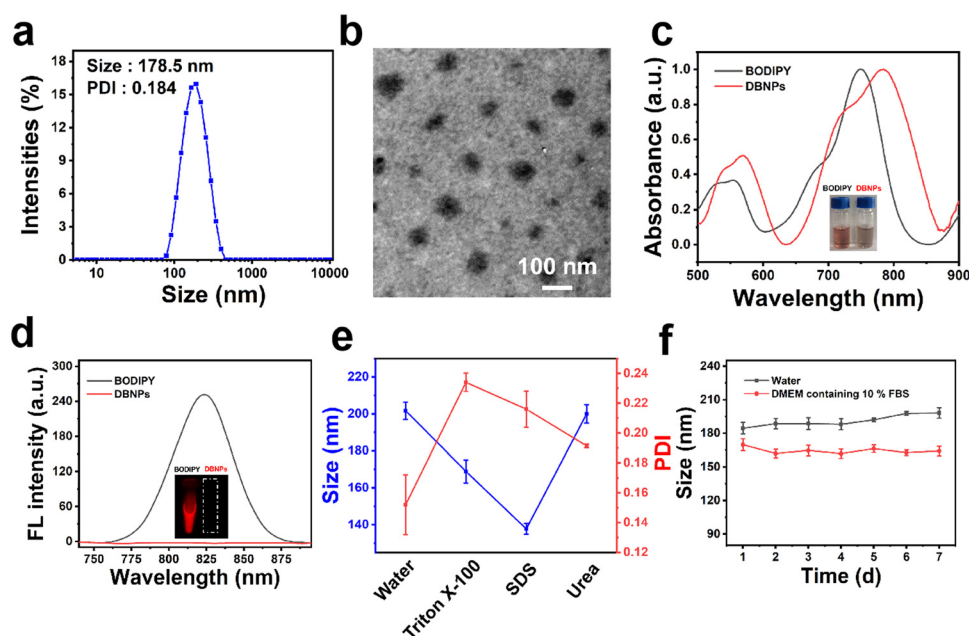 a
Size : 178.5 nm
PDI : 0.184
Intensities (%)
18
15
12
9
6
3
0
10
100
1000
10000
Size (nm)
b
100 nm
c
BODIPY
DBNPs
Absorbance (a.u.)
1.0
0.8
0.6
0.4
0.2
0.0
BODIPY DBNPs
500
600
700
800
900
Wavelength (nm)
d
BODIPY
DBNPs
FL intensity (a.u.)
300
240
180
120
60
0
BODIPY DBNPs
750
775
800
825
850
875
Wavelength (nm)
e
Size (nm)
200
180
160
140
PDI
0.24
0.22
0.20
0.18
0.16
0.14
0.12
Water
Triton X-100
SDS
Urea
f
Water
DMEM containing 10 % FBS
Size (nm)
210
180
150
120
90
1
2
3
4
5
6
7
Time (d)